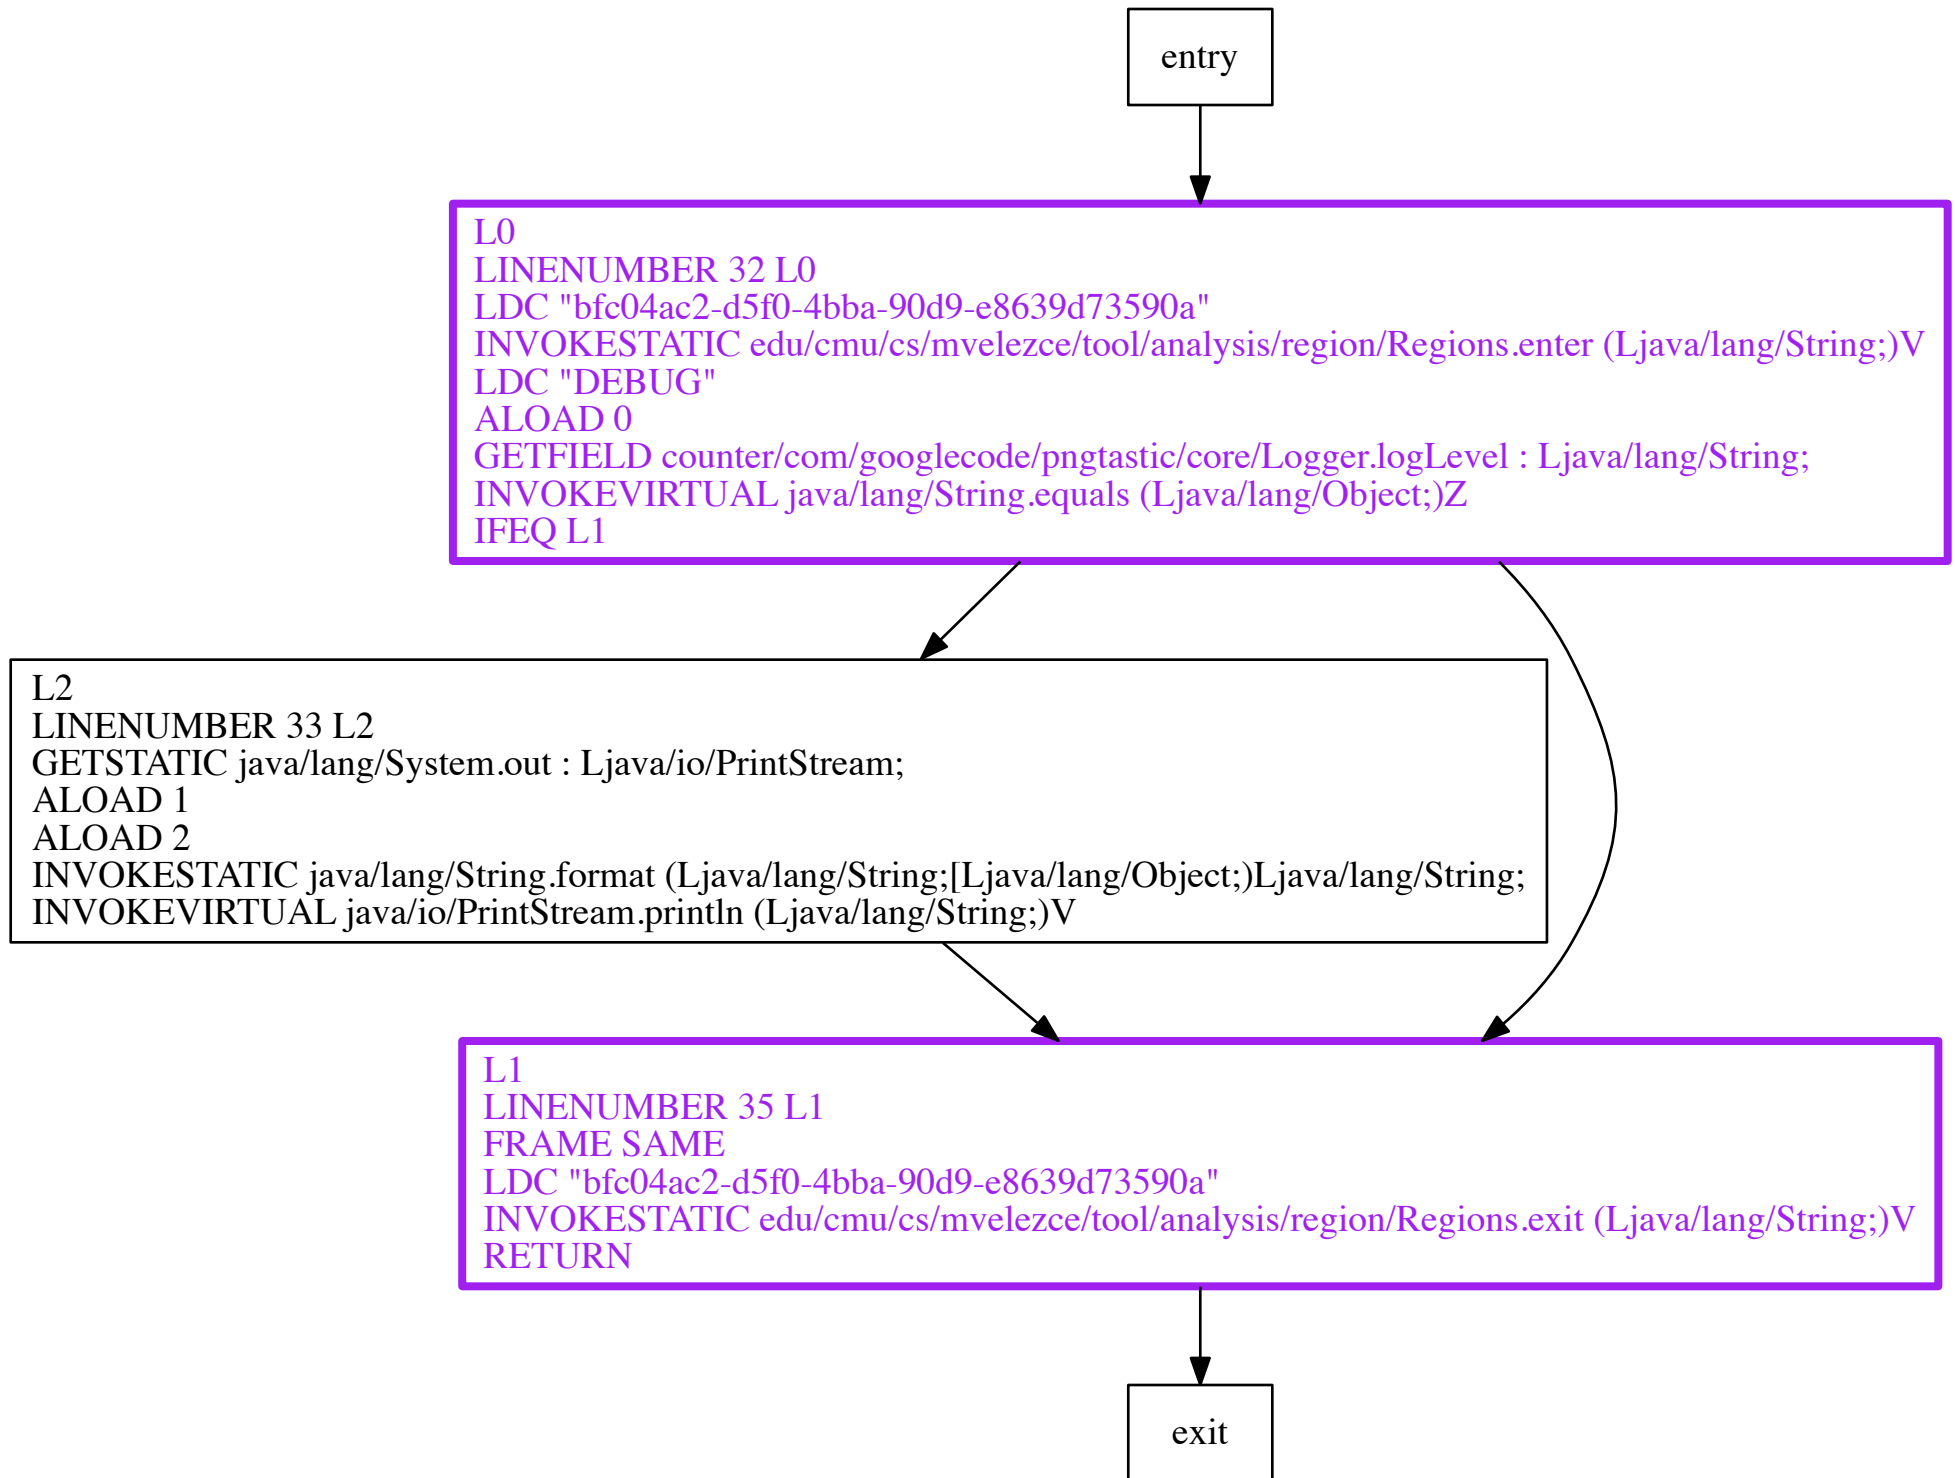 entry
L0
LINENUMBER 32 L0
LDC "bfc04ac2-d5f0-4bba-90d9-e8639d73590a"
INVOKESTATIC edu/cmu/cs/mvelezce/tool/analysis/region/Regions.enter (Ljava/lang/String;)V
LDC "DEBUG"
ALOAD 0
GETFIELD counter/com/googlecode/pngtastic/core/Logger.logLevel : Ljava/lang/String;
INVOKEVIRTUAL java/lang/String.equals (Ljava/lang/Object;)Z
IFEQ L1
L2
LINENUMBER 33 L2
GETSTATIC java/lang/System.out : Ljava/io/PrintStream;
ALOAD 1
ALOAD 2
INVOKESTATIC java/lang/String.format (Ljava/lang/String;[Ljava/lang/Object;)Ljava/lang/String;
INVOKEVIRTUAL java/io/PrintStream.println (Ljava/lang/String;)V
L1
LINENUMBER 35 L1
FRAME SAME
LDC "bfc04ac2-d5f0-4bba-90d9-e8639d73590a"
INVOKESTATIC edu/cmu/cs/mvelezce/tool/analysis/region/Regions.exit (Ljava/lang/String;)V
RETURN
exit